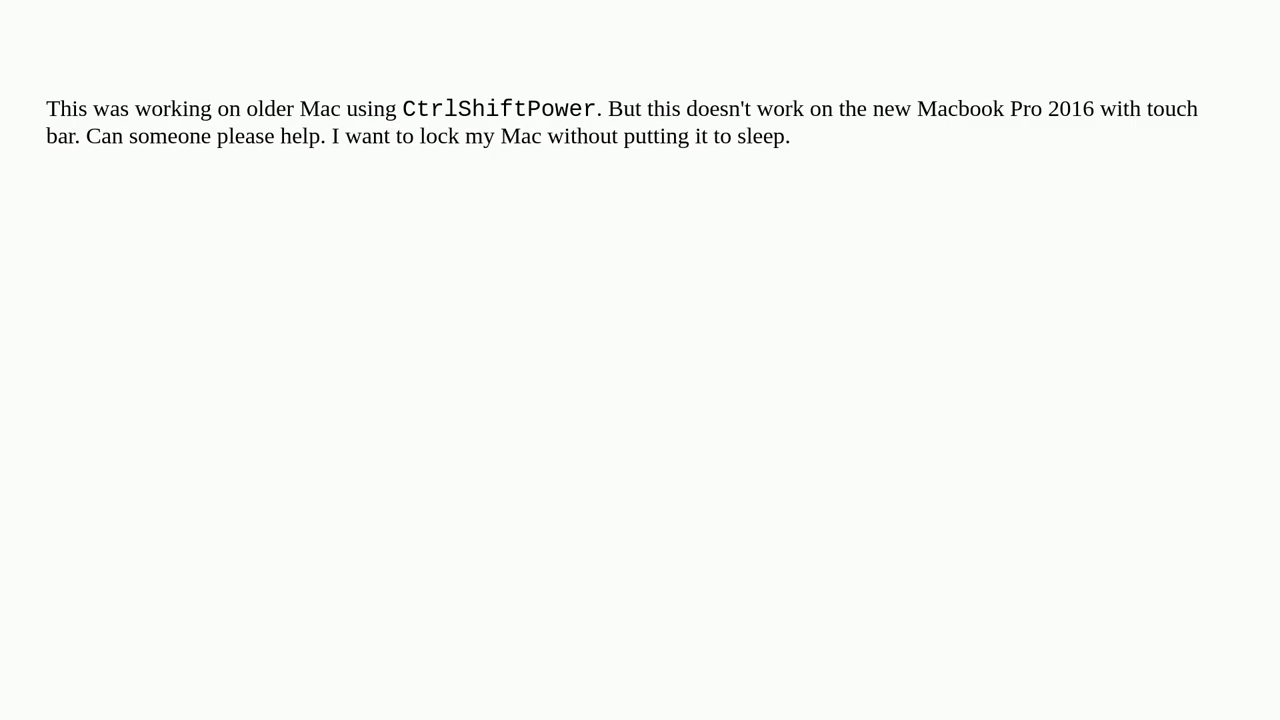 This was working on older Mac using CtrlShiftPower. But this doesn't work on the new Macbook Pro 2016 with touch
bar. Can someone please help. I want to lock my Mac without putting it to sleep.